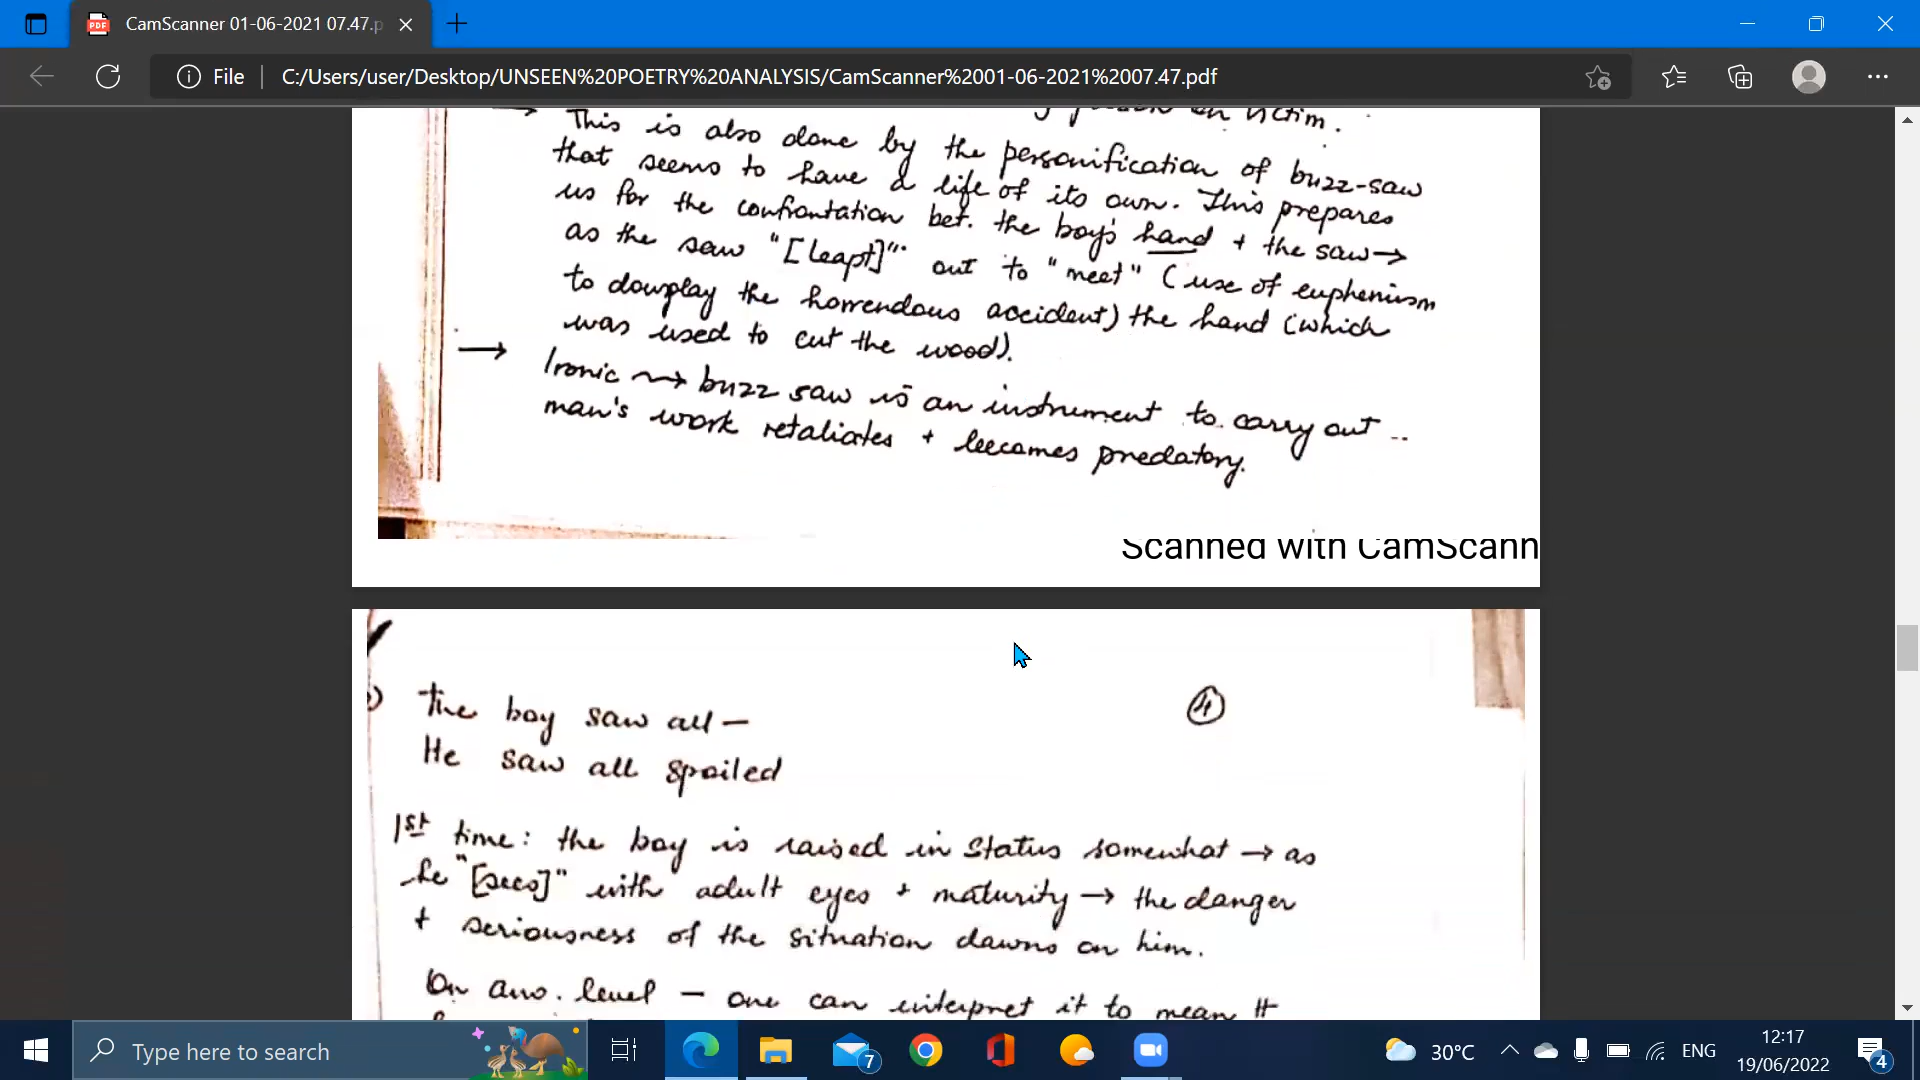 CamScanner 01-06-2021 07.47.p
File C:/Users/user/Desktop/UNSEEN%20POETRY%20ANALYSIS/CamScanner%2001-06-2021%2007.47.pdf
victim.
This is also done by the personification of buzz-saw
that seems to have a life of its own. This prepares
us for the confrontation bet. the boy's hand + the saw →
as the saw "[leapt]" out to "meet" (use of euphemism
to downplay the horrendous accident) the hand (which
was used to cut the wood).
→ Ironic → buzz saw is an instrument to carry out ..
man's work retaliates + becomes predatory.
Scanned with CamScann
④
The boy saw all —
He saw all spoiled
1st time: the boy is raised in status somewhat → as
he "[sees]" with adult eyes + maturity → the danger
+ seriousness of the situation dawns on him.
On ano. level – one can interpret it to mean tt
Type here to search
7
30°C
ENG
12:17
19/06/2022
4